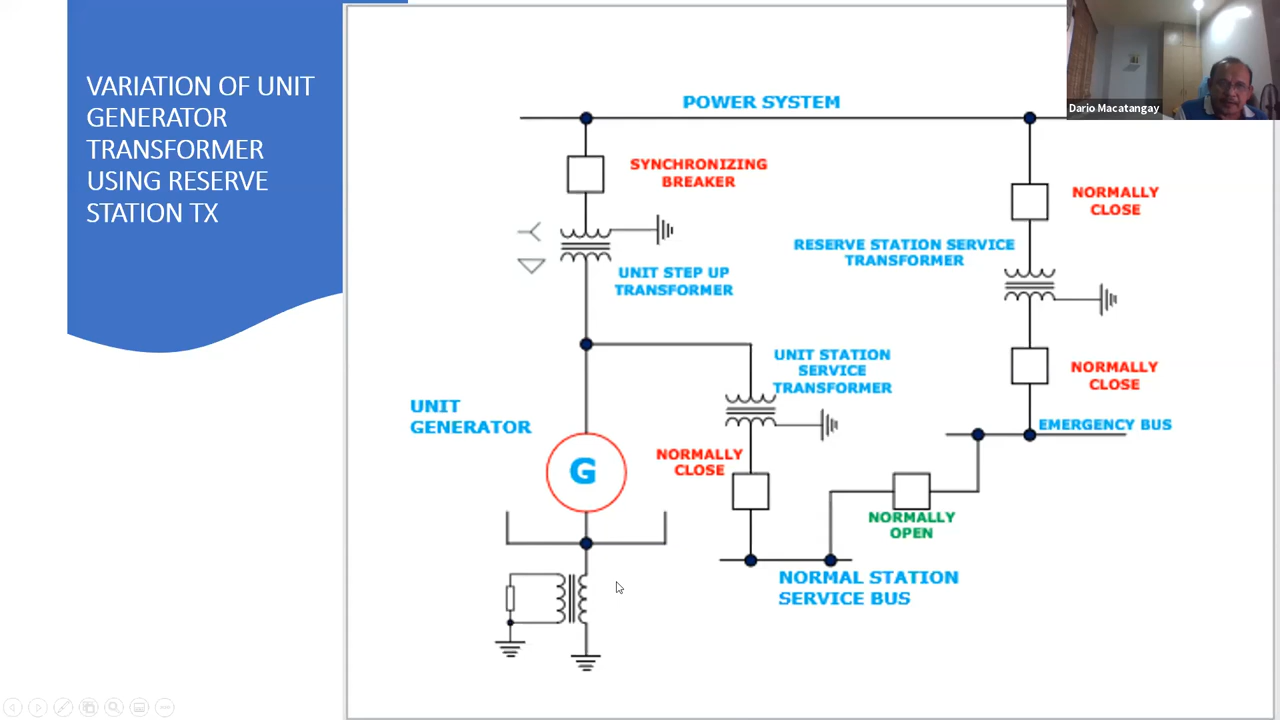 VARIATION OF UNIT
GENERATOR
TRANSFORMER
USING RESERVE
STATION TX
POWER SYSTEM
Dario Macatangay
SYNCHRONIZING
BREAKER
NORMALLY
CLOSE
RESERVE STATION SERVICE
TRANSFORMER
UNIT STEP UP
TRANSFORMER
UNIT STATION
SERVICE
TRANSFORMER
NORMALLY
CLOSE
UNIT
GENERATOR
EMERGENCY BUS
G
NORMALLY
CLOSE
NORMALLY
OPEN
NORMAL STATION
SERVICE BUS